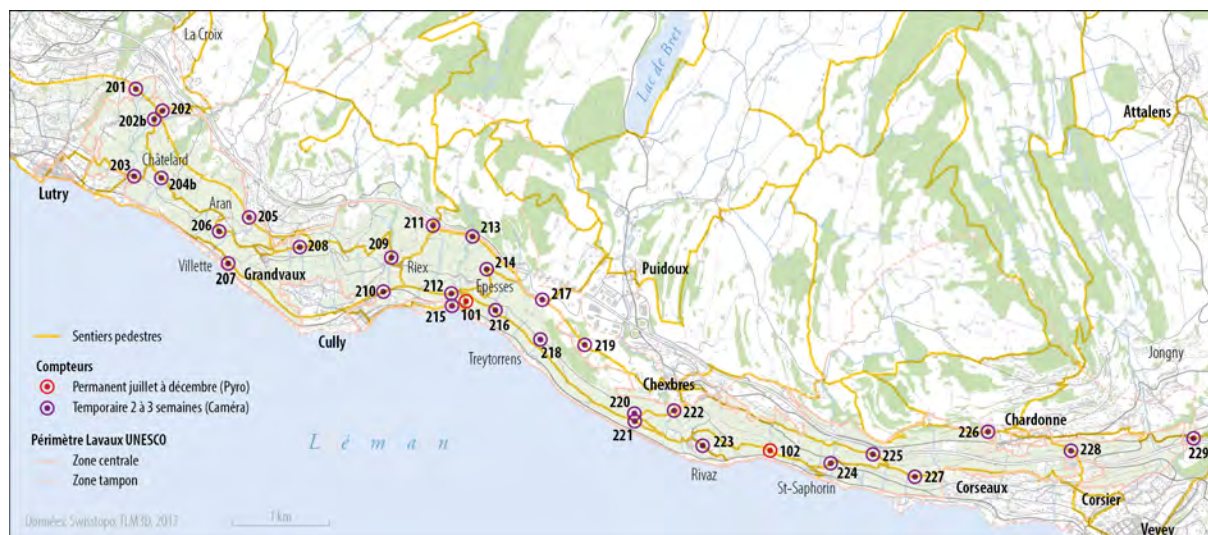 La Croix
Lac de Bret
201
202
202b
Attalens
Châtelard
203
204b
Lutry
Aran
205
206
211
213
208
209
Villette
Grandvaux
207
Riex
214
Puidoux
210
212
Epesses
217
215
101
216
Cully
Treytorrens
218
219
Jongny
Chexbres
220
222
221
Chardonne
226
223
102
225
228
229
Rivaz
224
227
St-Saphorin
Corseaux
Corsier
Vevey
Léman
Sentiers pedestres
Compteurs
Permanent juillet à décembre (Pyro)
Temporaire 2 à 3 semaines (Caméra)
Périmètre Lavaux UNESCO
Zone centrale
Zone tampon
Données: Swisstopo, TLM3D, 2017
1 km